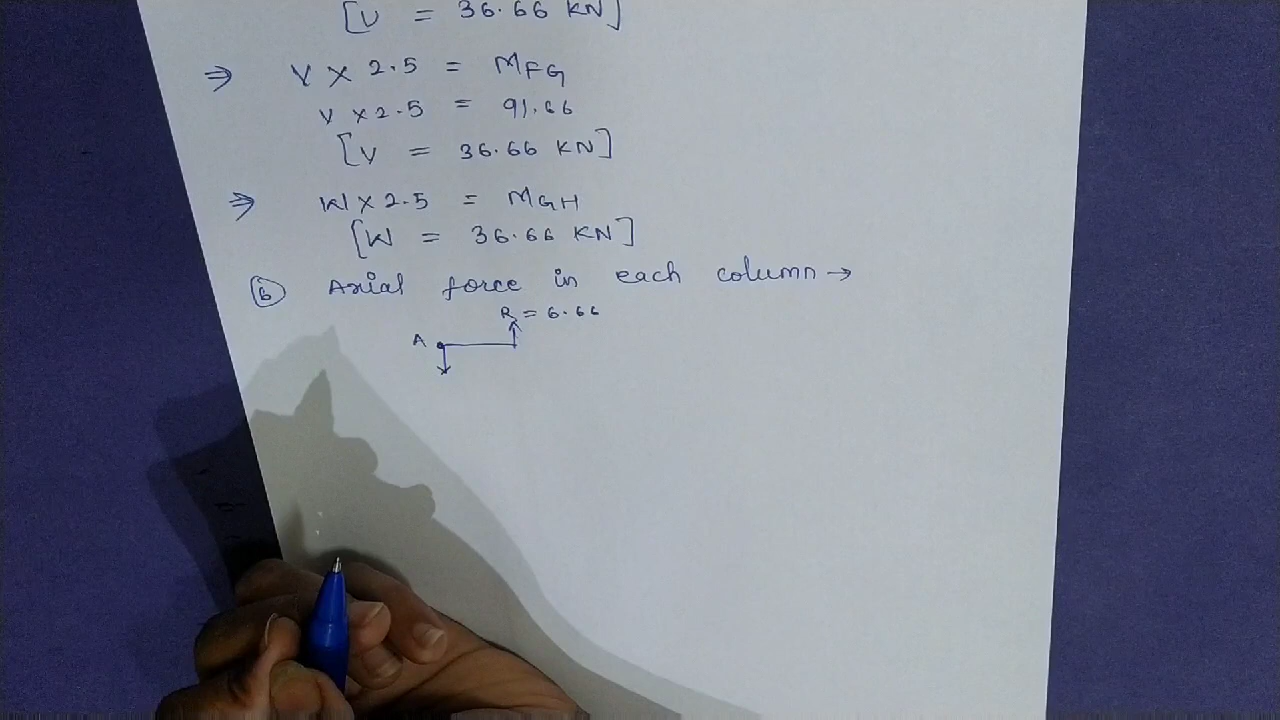 [U = 36.66 KN]
⇒ V × 2.5 = MFG
V × 2.5 = 91.66
[V = 36.66 KN]
⇒ W × 2.5 = MGH
[W = 36.66 KN]
(b) Axial force in each column →
R = 6.66
A